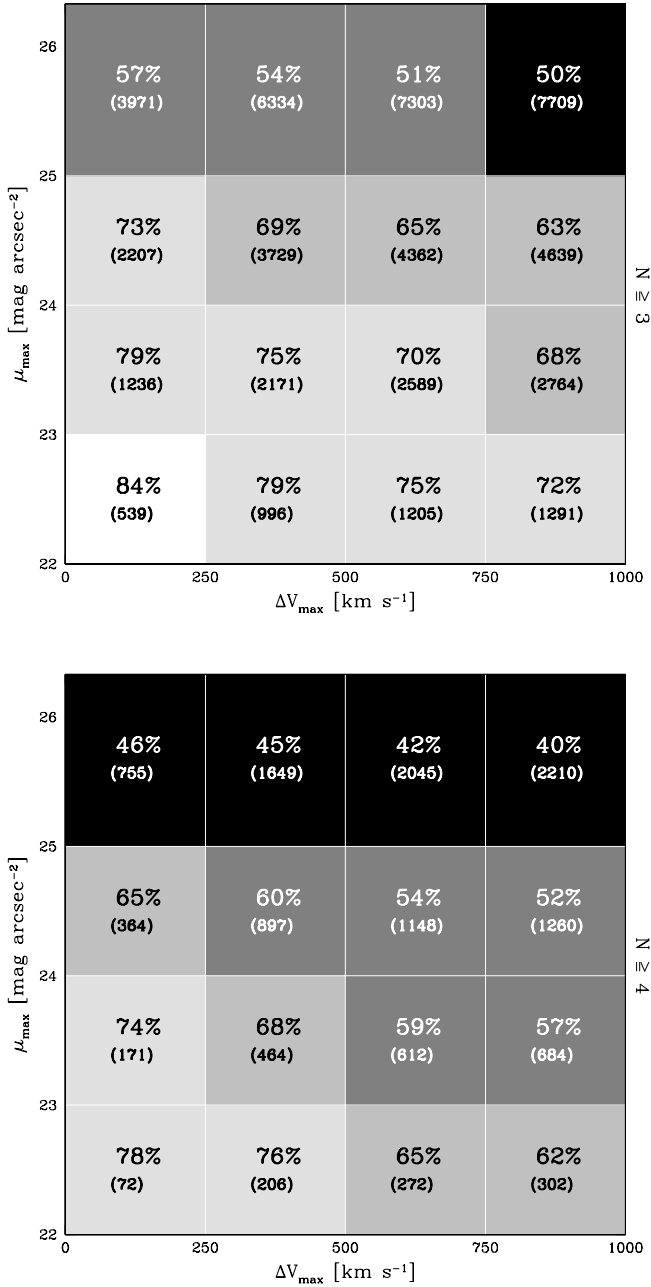 26
57% 54% 51% 50%
(3971) (6334) (7303) (7709)
25
73% 69% 65% 63%
(2207) (3729) (4362) (4639)
24
79% 75% 70% 68%
(1236) (2171) (2589) (2764)
23
84% 79% 75% 72%
(539) (996) (1205) (1291)
22
0 250 500 750 1000
ΔVmax [km s⁻¹]
μmax [mag arcsec⁻²]
N ≥ 3
26
46% 45% 42% 40%
(755) (1649) (2045) (2210)
25
65% 60% 54% 52%
(364) (897) (1148) (1260)
24
74% 68% 59% 57%
(171) (464) (612) (684)
23
78% 76% 65% 62%
(72) (206) (272) (302)
22
0 250 500 750 1000
ΔVmax [km s⁻¹]
μmax [mag arcsec⁻²]
N ≥ 4